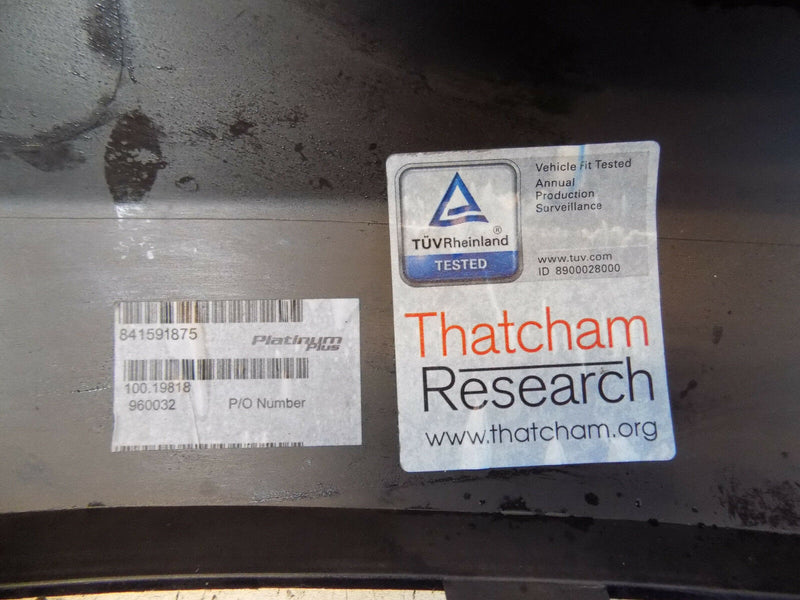 841591875
Platinum
Plus
100.19818
960032 P/O Number
TÜVRheinland
®
TESTED
Vehicle Fit Tested
Annual
Production
Surveillance
www.tuv.com
ID 8900028000
Thatcham
Research
www.thatcham.org